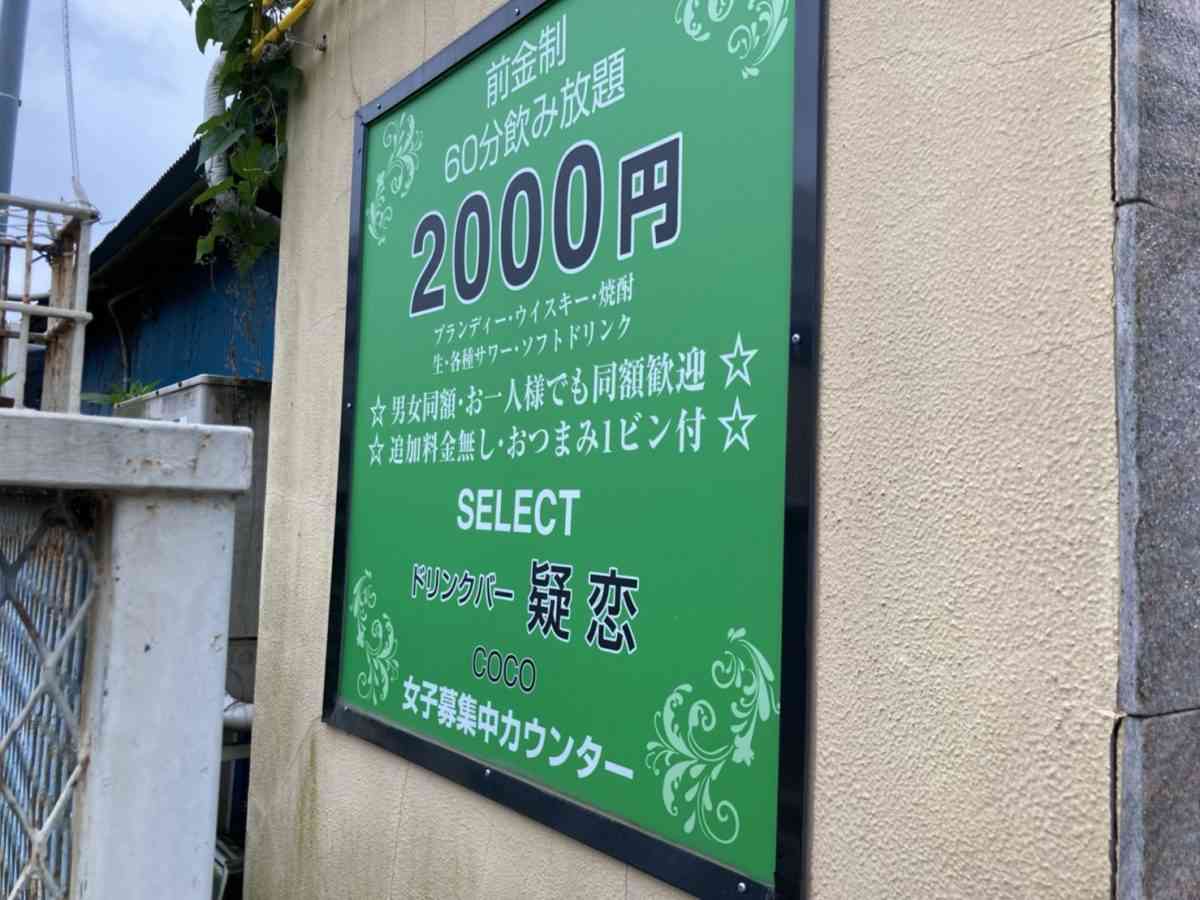 前金制
60分飲み放題
2000円
ブランディー・ウイスキー・焼酎
生・各種サワー・ソフトドリンク
☆男女同額・お一人様でも同額歓迎☆
☆追加料金無し・おつまみ1ビン付☆
SELECT
ドリンクバー 疑恋
COCO
女子募集中カウンター